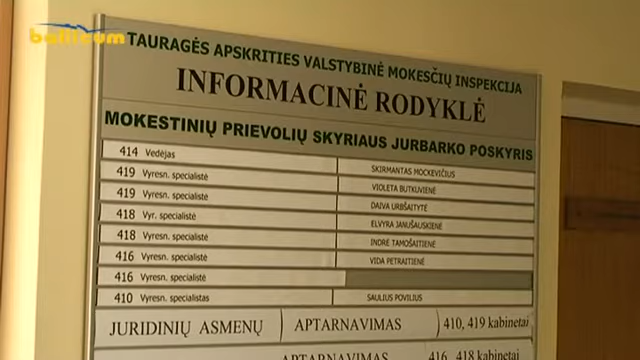 balticum
TAURAGĖS APSKRITIES VALSTYBINĖ MOKESČIŲ INSPEKCIJA
INFORMACINĖ RODYKLĖ
MOKESTINIŲ PRIEVOLIŲ SKYRIAUS JURBARKO POSKYRIS
414 Vedėjas SKIRMANTAS MOCKEVIČIUS
419 Vyresn. specialistė VIOLETA BUTKUVIENĖ
419 Vyresn. specialistė DAIVA URBŠAITYTĖ
418 Vyr. specialistė ELVYRA JANUŠAUSKIENĖ
418 Vyresn. specialistė INDRĖ TAMOŠAITIENĖ
416 Vyresn. specialistė VIDA PETRAITIENĖ
416 Vyresn. specialistė
410 Vyresn. specialistas SAULIUS POVILIUS
JURIDINIŲ ASMENŲ APTARNAVIMAS 410, 419 kabinetai
APTARNAVIMAS 416, 418 kabinetai